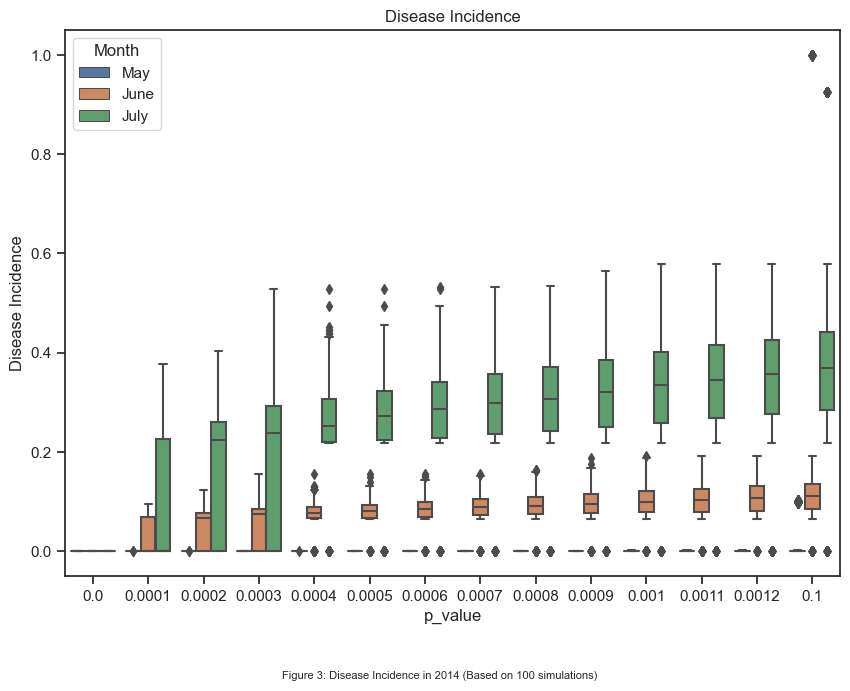 Disease Incidence
Month
May
June
July
Disease Incidence
1.0
0.8
0.6
0.4
0.2
0.0
0.0 0.0001 0.0002 0.0003 0.0004 0.0005 0.0006 0.0007 0.0008 0.0009 0.001 0.0011 0.0012 0.1
p_value
Figure 3: Disease Incidence in 2014 (Based on 100 simulations)